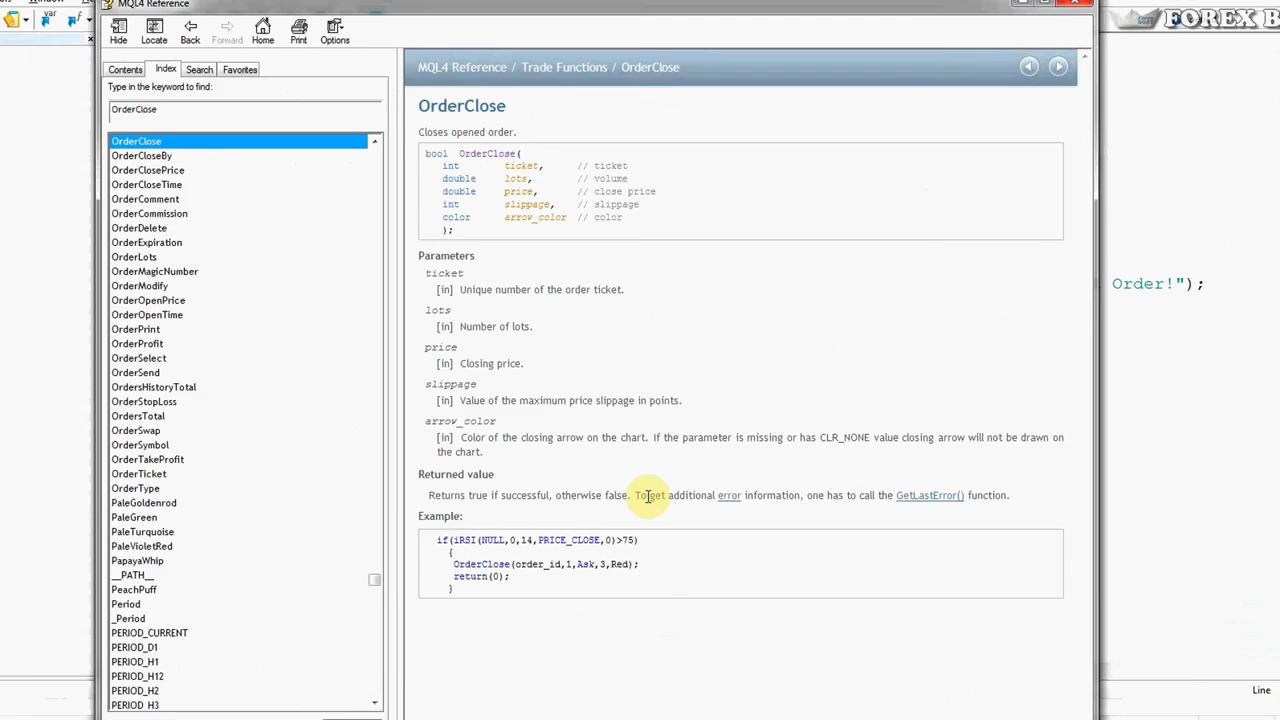 MQL4 Reference
Window
FOREX B
var
f
Hide
Locate
Back
Forward
Home
Print
Options
Contents
Index
Search
Favorites
Type in the keyword to find:
OrderClose
OrderClose
OrderCloseBy
OrderClosePrice
OrderCloseTime
OrderComment
OrderCommission
OrderDelete
OrderExpiration
OrderLots
OrderMagicNumber
OrderModify
OrderOpenPrice
OrderOpenTime
OrderPrint
OrderProfit
OrderSelect
OrderSend
OrdersHistoryTotal
OrderStopLoss
OrdersTotal
OrderSwap
OrderSymbol
OrderTakeProfit
OrderTicket
OrderType
PaleGoldenrod
PaleGreen
PaleTurquoise
PaleVioletRed
PapayaWhip
__PATH__
PeachPuff
Period
_Period
PERIOD_CURRENT
PERIOD_D1
PERIOD_H1
PERIOD_H12
PERIOD_H2
PERIOD_H3
MQL4 Reference / Trade Functions / OrderClose
OrderClose
Closes opened order.
bool OrderClose(
int ticket, // ticket
double lots, // volume
double price, // close price
int slippage, // slippage
color arrow_color // color
);
Parameters
ticket
[in] Unique number of the order ticket.
lots
[in] Number of lots.
price
[in] Closing price.
slippage
[in] Value of the maximum price slippage in points.
arrow_color
[in] Color of the closing arrow on the chart. If the parameter is missing or has CLR_NONE value closing arrow will not be drawn on
the chart.
Returned value
Returns true if successful, otherwise false. To get additional error information, one has to call the GetLastError() function.
Example:
if(iRSI(NULL,0,14,PRICE_CLOSE,0)>75)
{
OrderClose(order_id,1,Ask,3,Red);
return(0);
}
Order!");
Line